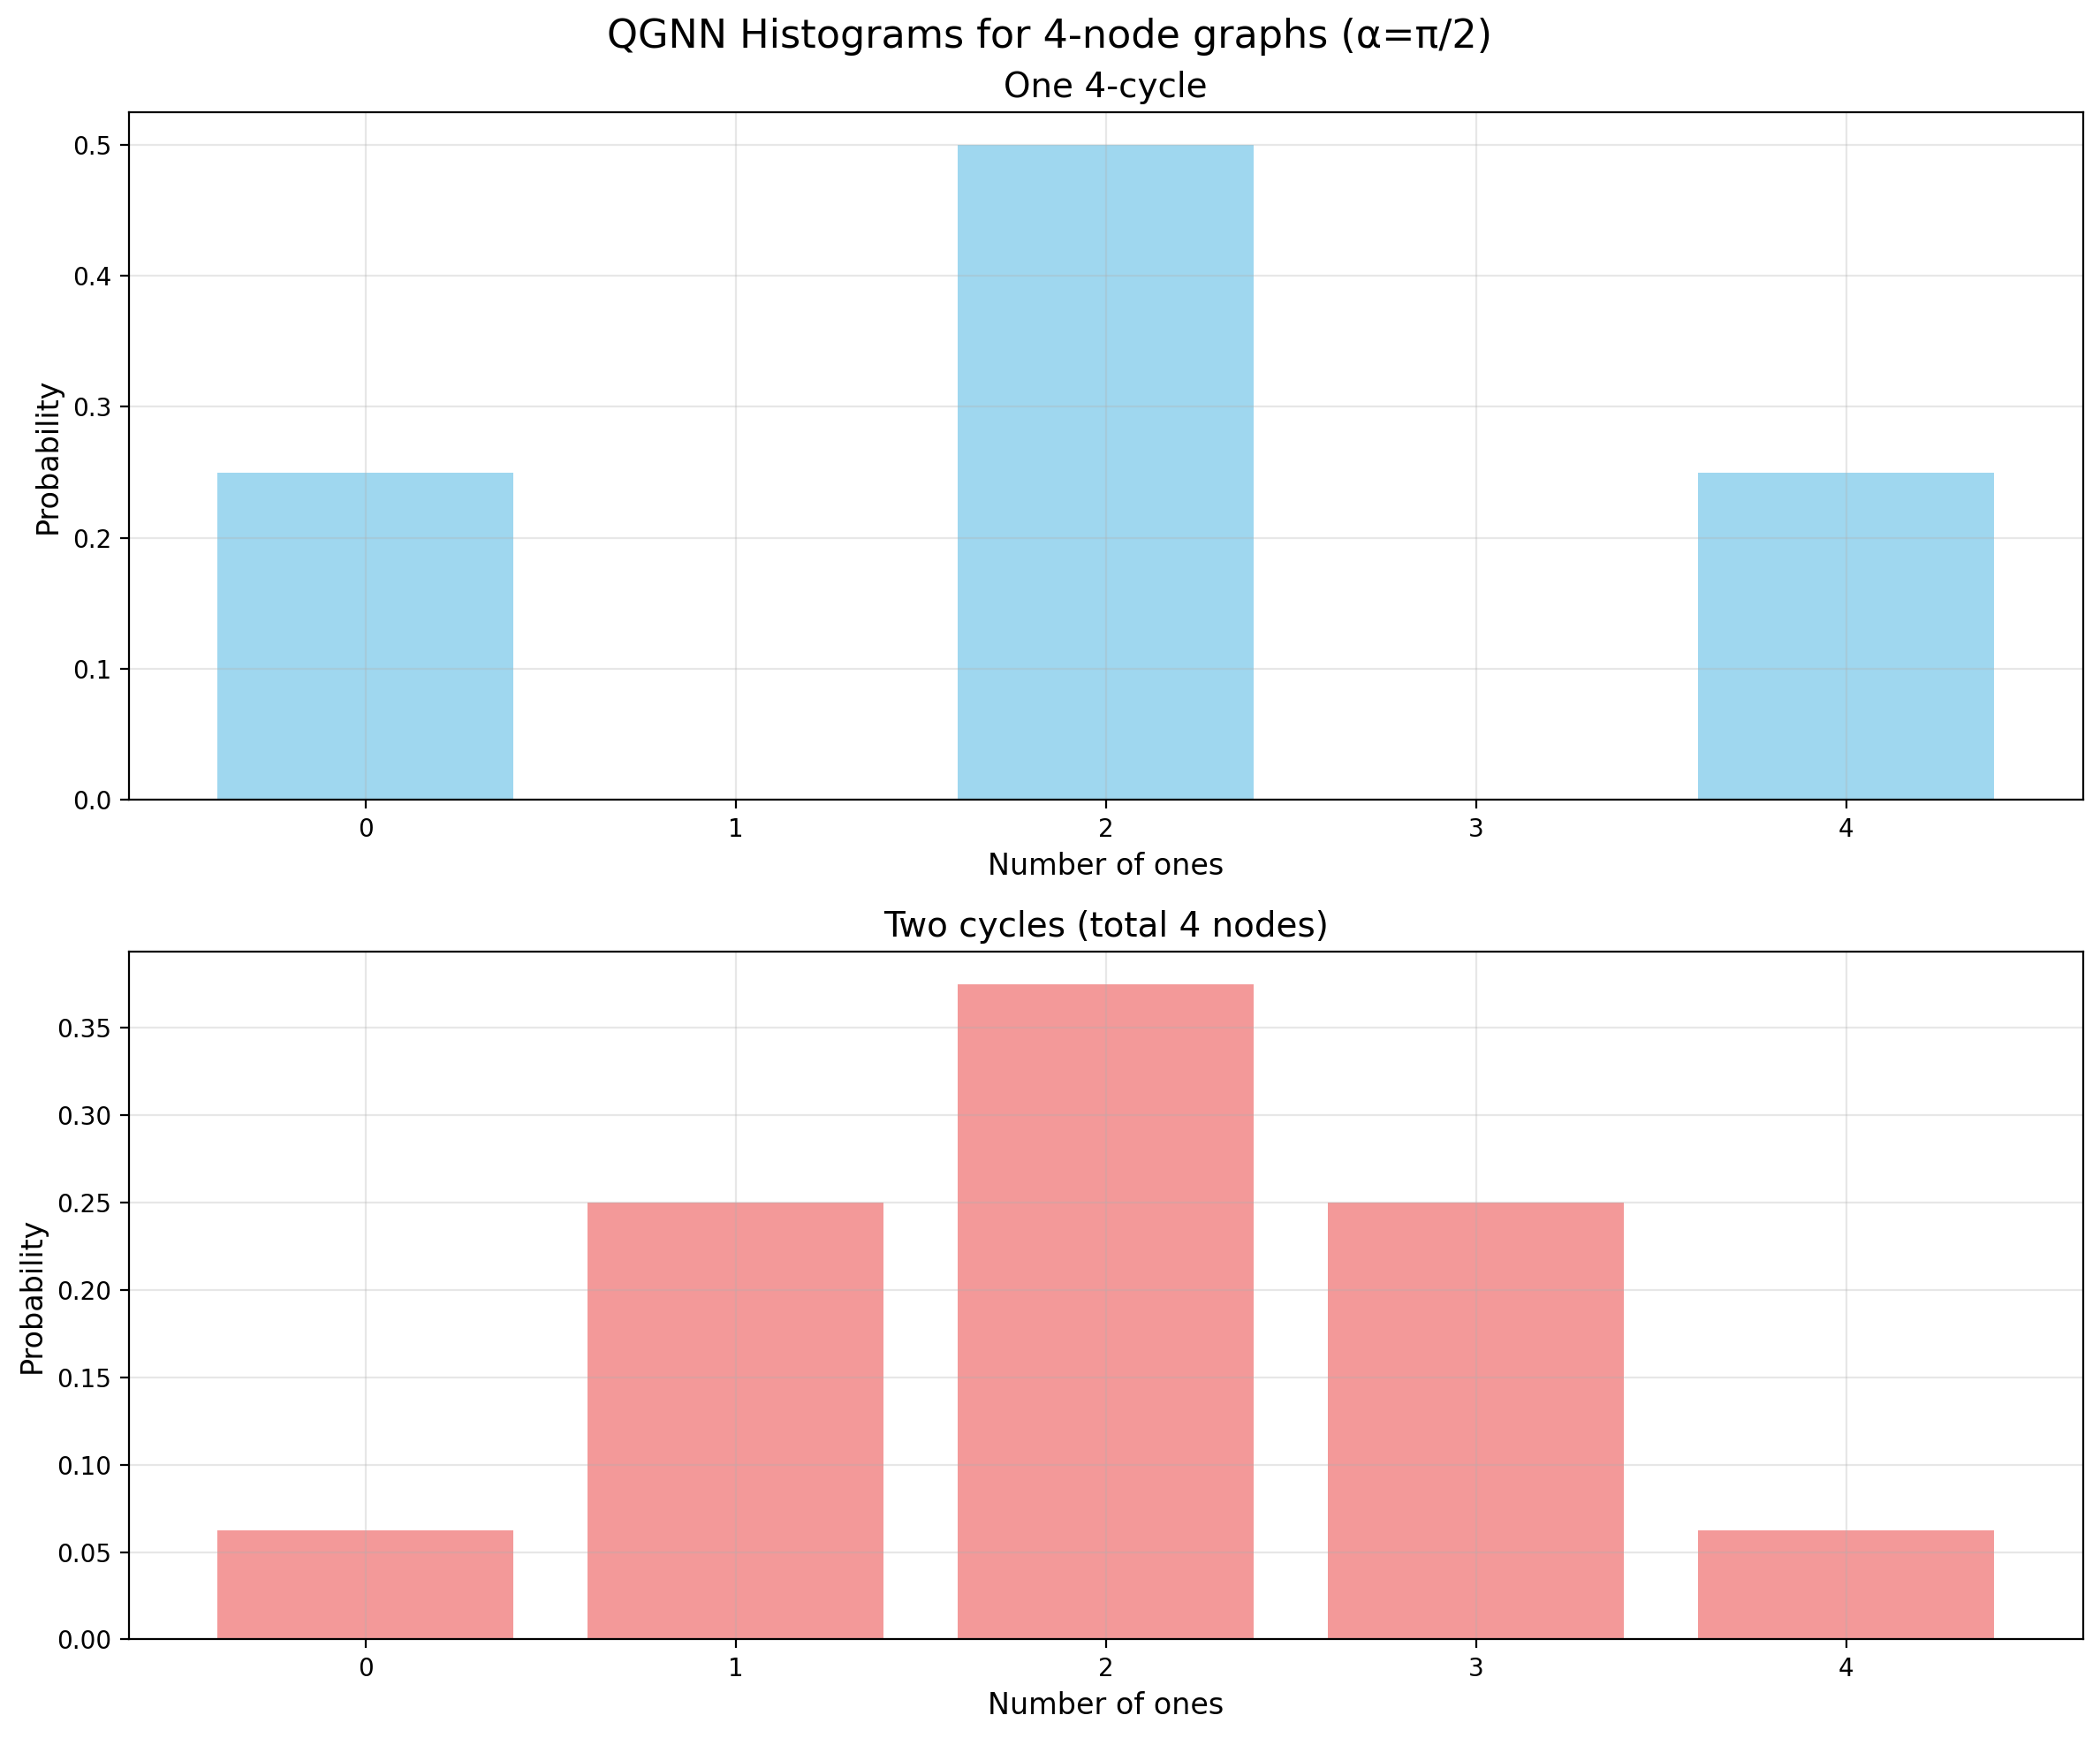 QGNN Histograms for 4-node graphs (α=π/2)
One 4-cycle
0.5
0.4
0.3
0.2
0.1
0.0
Probability
0 1 2 3 4
Number of ones
Two cycles (total 4 nodes)
0.35
0.30
0.25
0.20
0.15
0.10
0.05
0.00
Probability
0 1 2 3 4
Number of ones